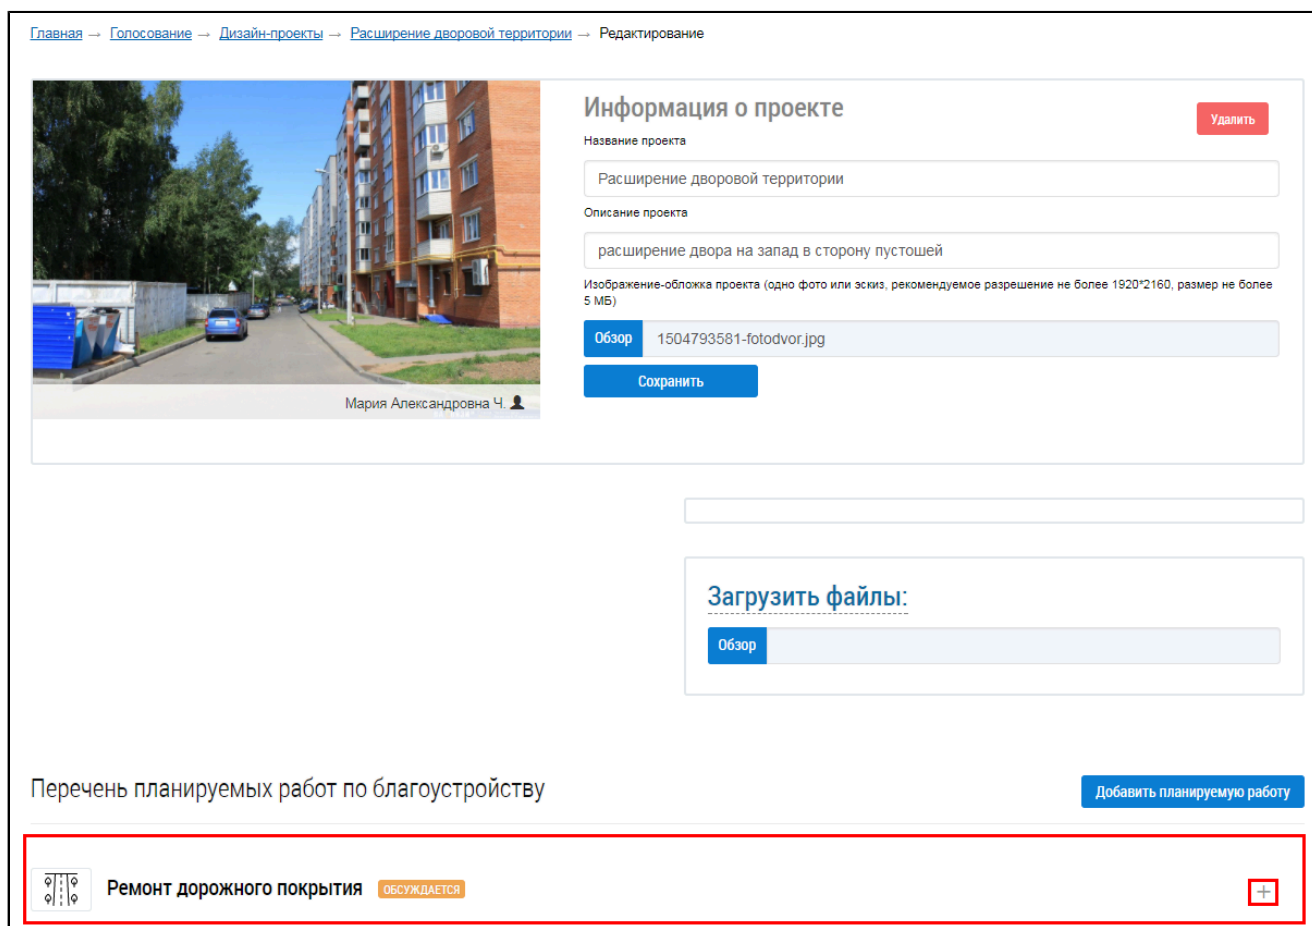 Главная → Голосование → Дизайн-проекты → Расширение дворовой территории → Редактирование
Информация о проекте
Удалить
Название проекта
Расширение дворовой территории
Описание проекта
расширение двора на запад в сторону пустошей
Изображение-обложка проекта (одно фото или эскиз, рекомендуемое разрешение не более 1920*2160, размер не более
5 МБ)
Обзор 1504793581-fotodvor.jpg
Сохранить
Мария Александровна Ч.
Загрузить файлы:
Обзор
Перечень планируемых работ по благоустройству
Добавить планируемую работу
Ремонт дорожного покрытия ОБСУЖДАЕТСЯ